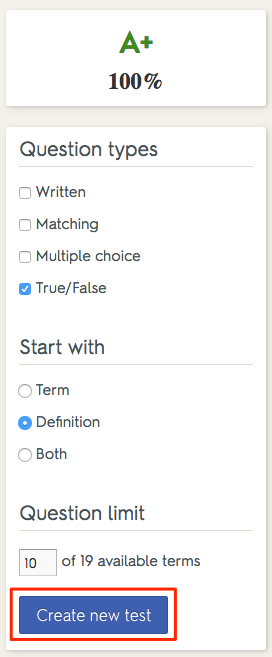 A+
100%
Question types
Written
Matching
Multiple choice
True/False
Start with
Term
Definition
Both
Question limit
10 of 19 available terms
Create new test